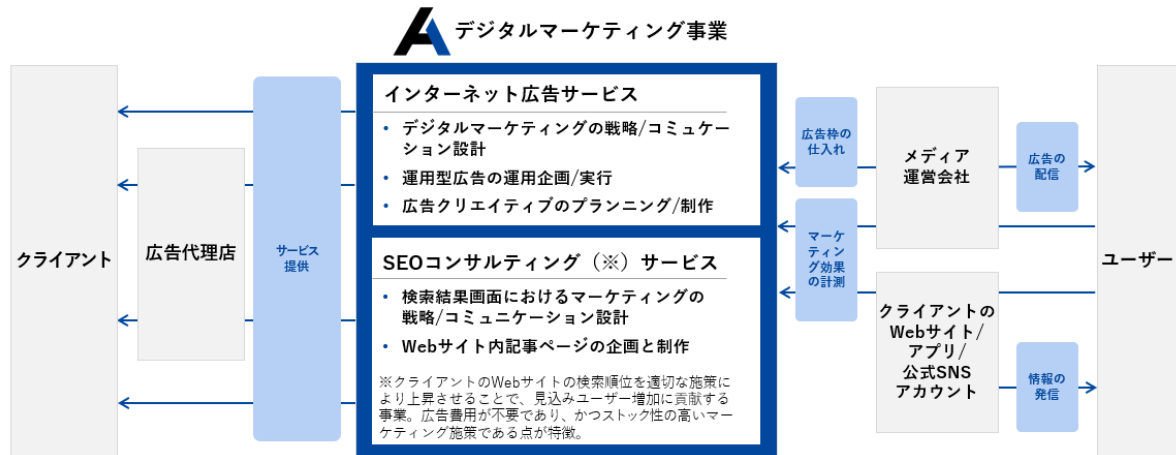 デジタルマーケティング事業
クライアント
広告代理店
サービス
提供
インターネット広告サービス
• デジタルマーケティングの戦略/コミュケー
ション設計
• 運用型広告の運用企画/実行
• 広告クリエイティブのプランニング/制作
SEOコンサルティング（※）サービス
• 検索結果画面におけるマーケティングの
戦略/コミュニケーション設計
• Webサイト内記事ページの企画と制作
※クライアントのWebサイトの検索順位を適切な施策に
より上昇させることで、見込みユーザー増加に貢献する
事業。広告費用が不要であり、かつストック性の高いマー
ケティング施策である点が特徴。
広告枠の
仕入れ
マーケ
ティン
グ効果
の計測
メディア
運営会社
クライアントの
Webサイト/
アプリ/
公式SNS
アカウント
広告の
配信
情報の
発信
ユーザー